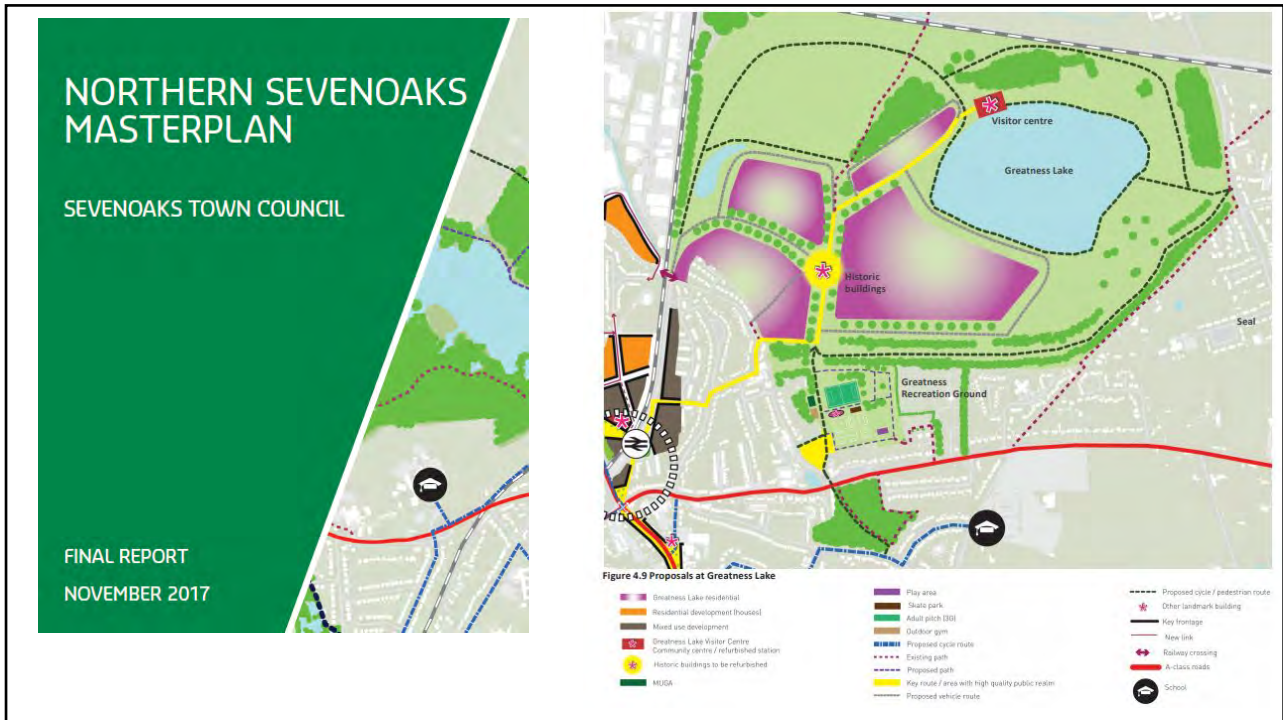 NORTHERN SEVENOAKS
MASTERPLAN
SEVENOAKS TOWN COUNCIL
FINAL REPORT
NOVEMBER 2017
Visitor centre
Greatness Lake
Historic
buildings
Seal
Greatness
Recreation Ground
Figure 4.9 Proposals at Greatness Lake
Greatness Lake residential
Residential development (houses)
Mixed use development
Greatness Lake Visitor Centre
Community centre / refurbished station
Historic buildings to be refurbished
MUGA
Play area
Skate park
Adult pitch (3G)
Outdoor gym
Proposed cycle route
Existing path
Proposed path
Key route / area with high quality public realm
Proposed vehicle route
Proposed cycle / pedestrian route
Other landmark building
Key frontage
New link
Railway crossing
A-class roads
School